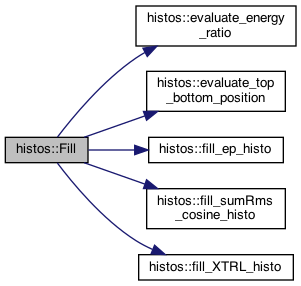 histos::evaluate_energy
_ratio
histos::evaluate_top
_bottom_position
histos::Fill
histos::fill_ep_histo
histos::fill_sumRms
_cosine_histo
histos::fill_XTRL_histo